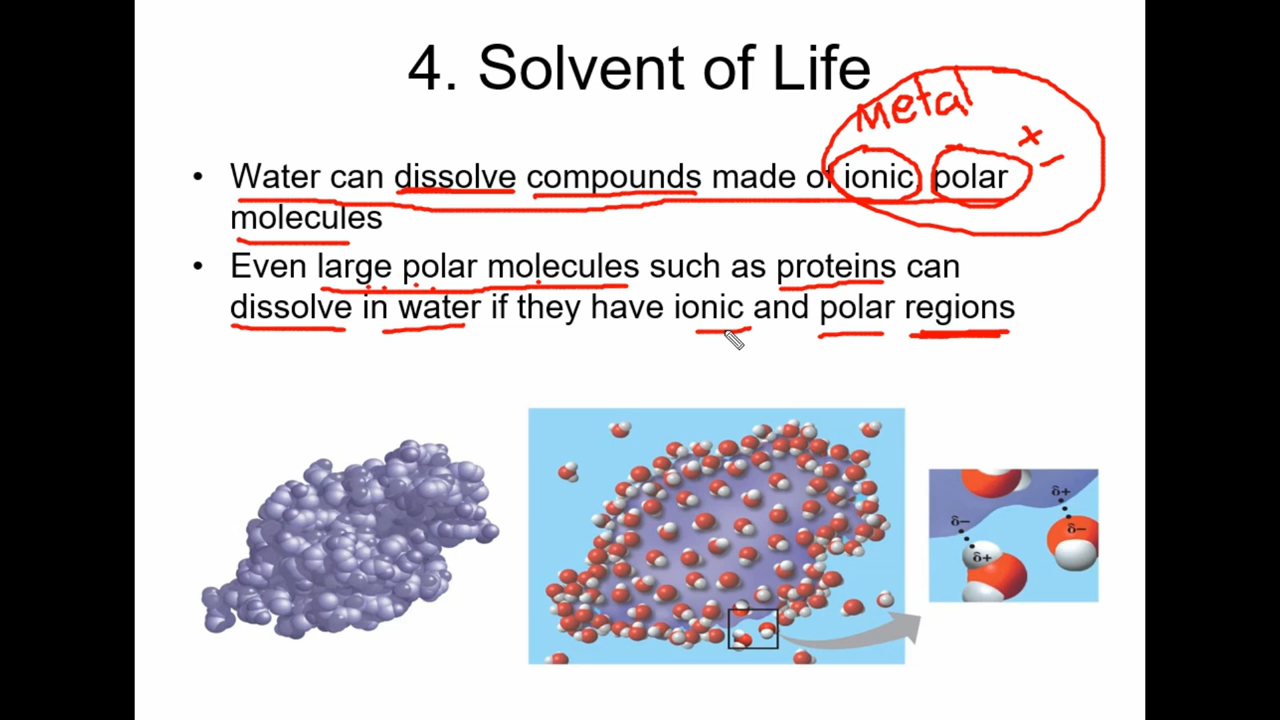 4. Solvent of Life
Metal
+
-
• Water can dissolve compounds made of ionic, polar
molecules
• Even large polar molecules such as proteins can
dissolve in water if they have ionic and polar regions
δ+
δ-
δ-
δ+